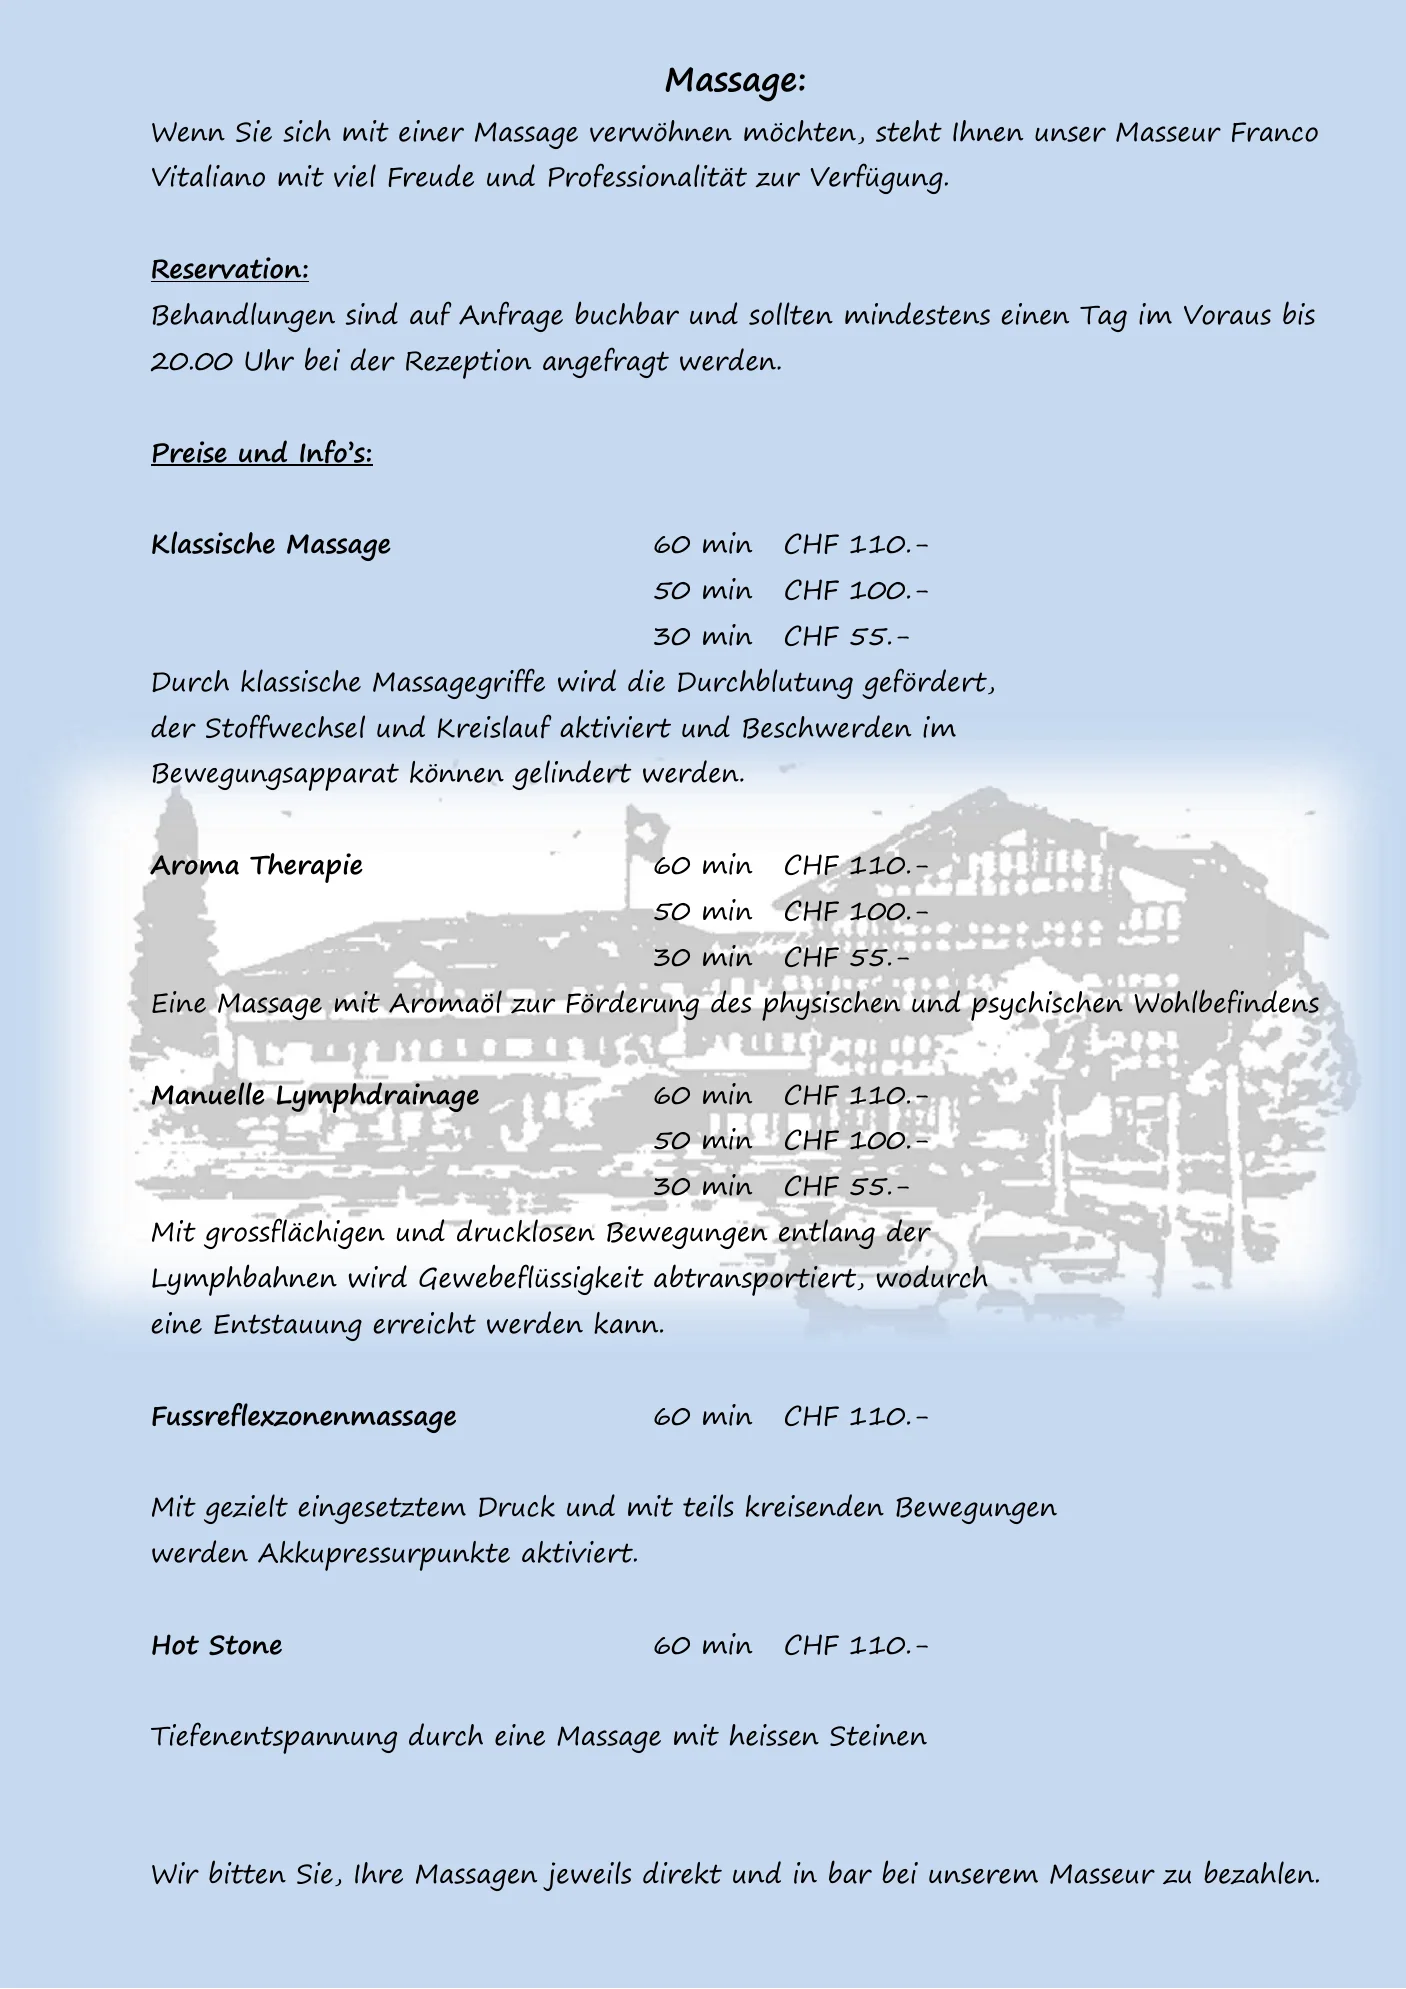 Massage:
Wenn Sie sich mit einer Massage verwöhnen möchten, steht Ihnen unser Masseur Franco
Vitaliano mit viel Freude und Professionalität zur Verfügung.
Reservation:
Behandlungen sind auf Anfrage buchbar und sollten mindestens einen Tag im Voraus bis
20.00 Uhr bei der Rezeption angefragt werden.
Preise und Info's:
Klassische Massage 60 min CHF 110.-
50 min CHF 100.-
30 min CHF 55.-
Durch klassische Massagegriffe wird die Durchblutung gefördert,
der Stoffwechsel und Kreislauf aktiviert und Beschwerden im
Bewegungsapparat können gelindert werden.
Aroma Therapie 60 min CHF 110.-
50 min CHF 100.-
30 min CHF 55.-
Eine Massage mit Aromaöl zur Förderung des physischen und psychischen Wohlbefindens
Manuelle Lymphdrainage 60 min CHF 110.-
50 min CHF 100.-
30 min CHF 55.-
Mit grossflächigen und drucklosen Bewegungen entlang der
Lymphbahnen wird Gewebeflüssigkeit abtransportiert, wodurch
eine Entstauung erreicht werden kann.
Fussreflexzonenmassage 60 min CHF 110.-
Mit gezielt eingesetztem Druck und mit teils kreisenden Bewegungen
werden Akkupressurpunkte aktiviert.
Hot Stone 60 min CHF 110.-
Tiefenentspannung durch eine Massage mit heissen Steinen
Wir bitten Sie, Ihre Massagen jeweils direkt und in bar bei unserem Masseur zu bezahlen.